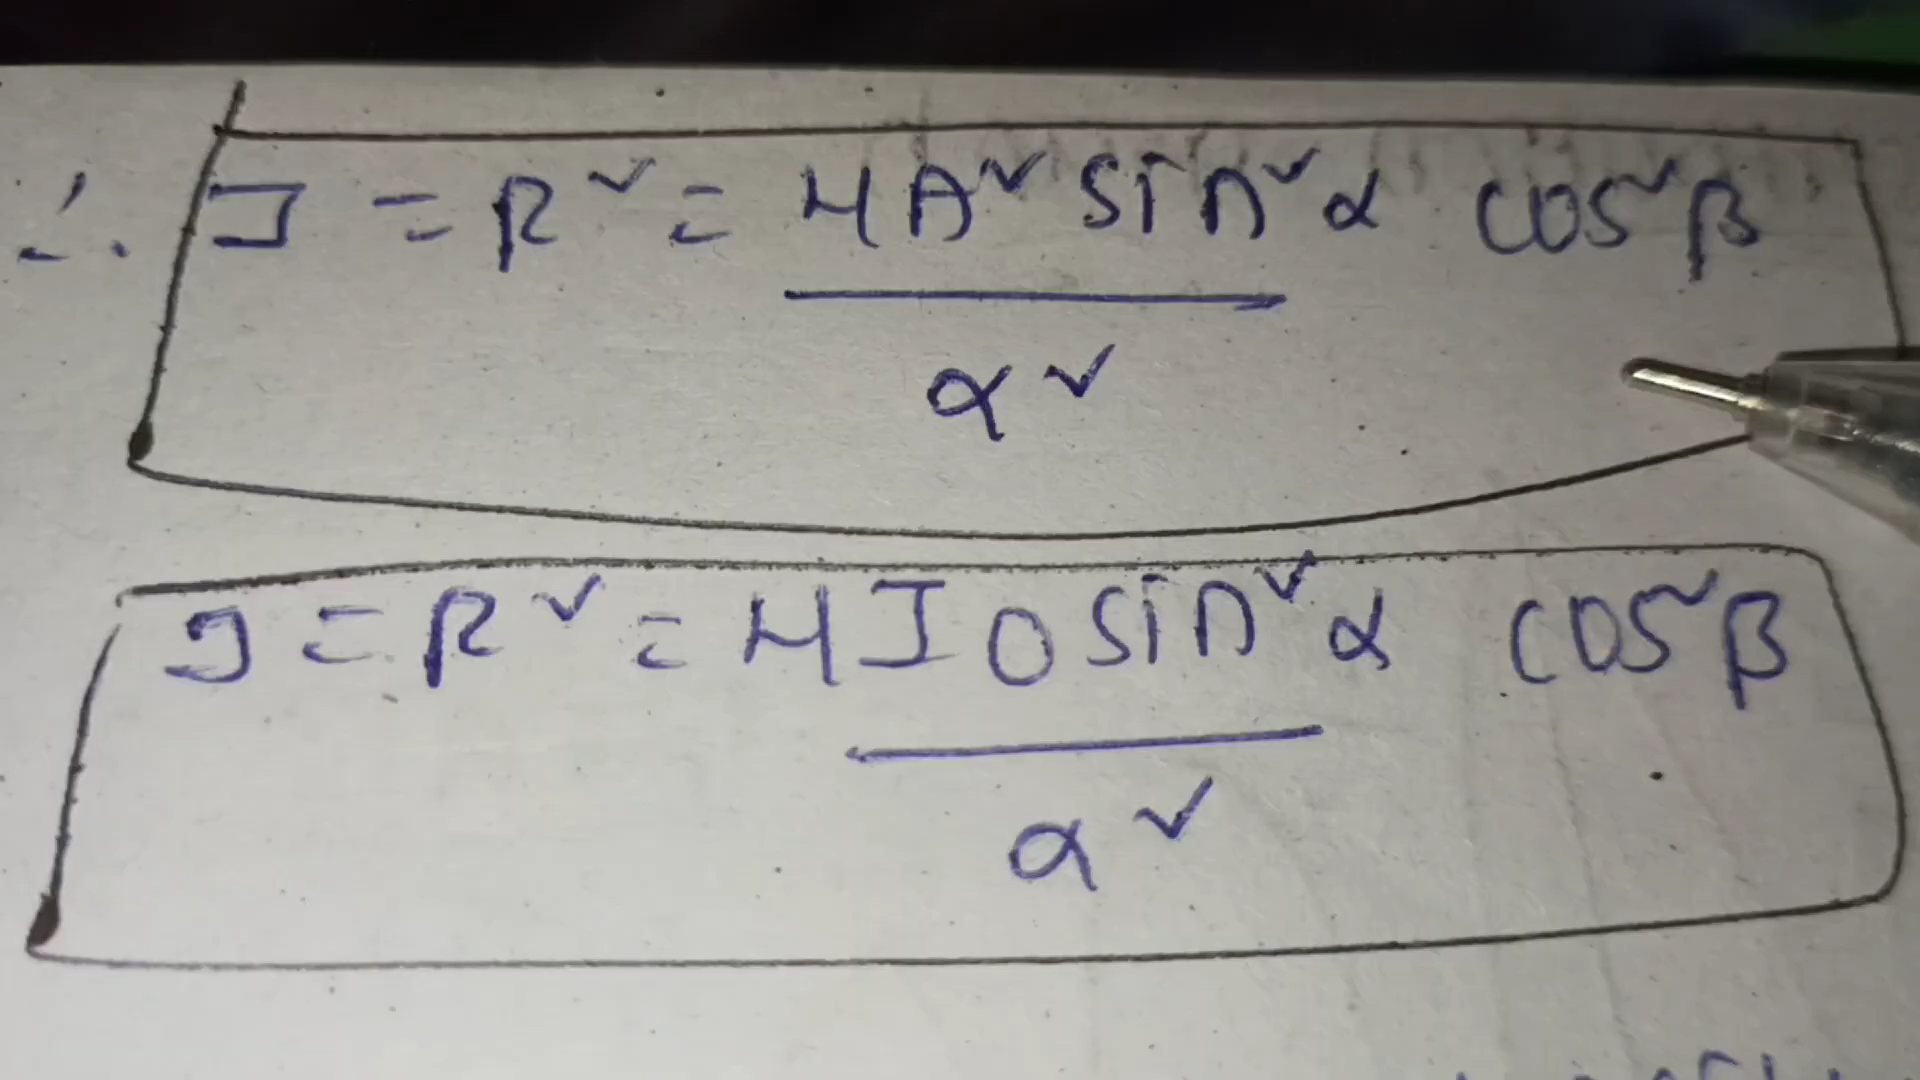 ∴ I = R² = 4A² sin²α cos²β
α²
I = R² = 4I0 sin²α cos²β
α²